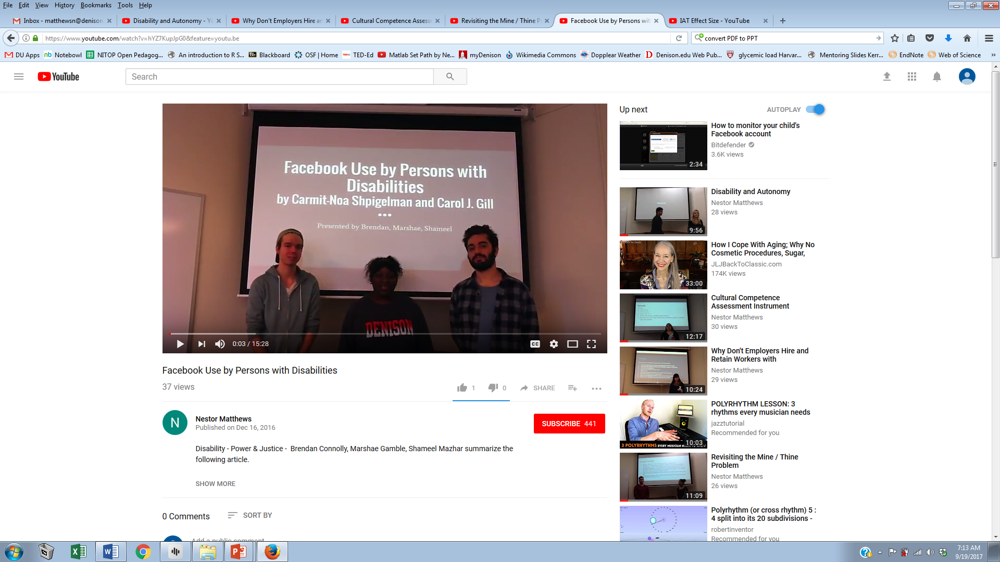 File Edit View History Bookmarks Tools Help
Inbox - matthewsn@denison
Disability and Autonomy - Yo
Why Don't Employers Hire an
Cultural Competence Assess
Revisiting the Mine / Thine P
Facebook Use by Persons wit
IAT Effect Size - YouTube
https://www.youtube.com/watch?v=hYZ7KupJpG0&feature=youtu.be
convert PDF to PPT
DU Apps
nb Notebowl
NITOP Open Pedagog...
An introduction to R S...
Bb Blackboard
OSF | Home
TED-Ed
Matlab Set Path by Ne...
myDenison
Wikimedia Commons
Dopplear Weather
D Denison.edu Web Pub...
glycemic load Harvar...
Mentoring Slides Kerr...
EndNote
Web of Science
YouTube
Search
Facebook Use by Persons with
Disabilities
by Carmit-Noa Shpigelman and Carol J. Gill
Presented by Brendan, Marshae, Shameel
DENISON
0:03 / 15:28
CC
Facebook Use by Persons with Disabilities
37 views
1
0
SHARE
N
Nestor Matthews
Published on Dec 16, 2016
SUBSCRIBE 441
Disability - Power & Justice - Brendan Connolly, Marshae Gamble, Shameel Mazhar summarize the
following article.
SHOW MORE
0 Comments
SORT BY
Add a public comment
Up next
AUTOPLAY
2:34
How to monitor your child's
Facebook account
Bitdefender
3.6K views
9:56
Disability and Autonomy
Nestor Matthews
28 views
33:00
How I Cope With Aging; Why No
Cosmetic Procedures, Sugar,
JLJBackToClassic.com
174K views
12:17
Cultural Competence
Assessment Instrument
Nestor Matthews
30 views
10:24
Why Don't Employers Hire and
Retain Workers with
Nestor Matthews
29 views
3 POLYRHYTHMS EVERY MUSICIAN
10:03
POLYRHYTHM LESSON: 3
rhythms every musician needs
jazztutorial
Recommended for you
11:09
Revisiting the Mine / Thine
Problem
Nestor Matthews
26 views
Polyrhythm (or cross rhythm) 5 :
4 split into its 20 subdivisions -
robertinventor
Recommended for you
7:13 AM
9/19/2017